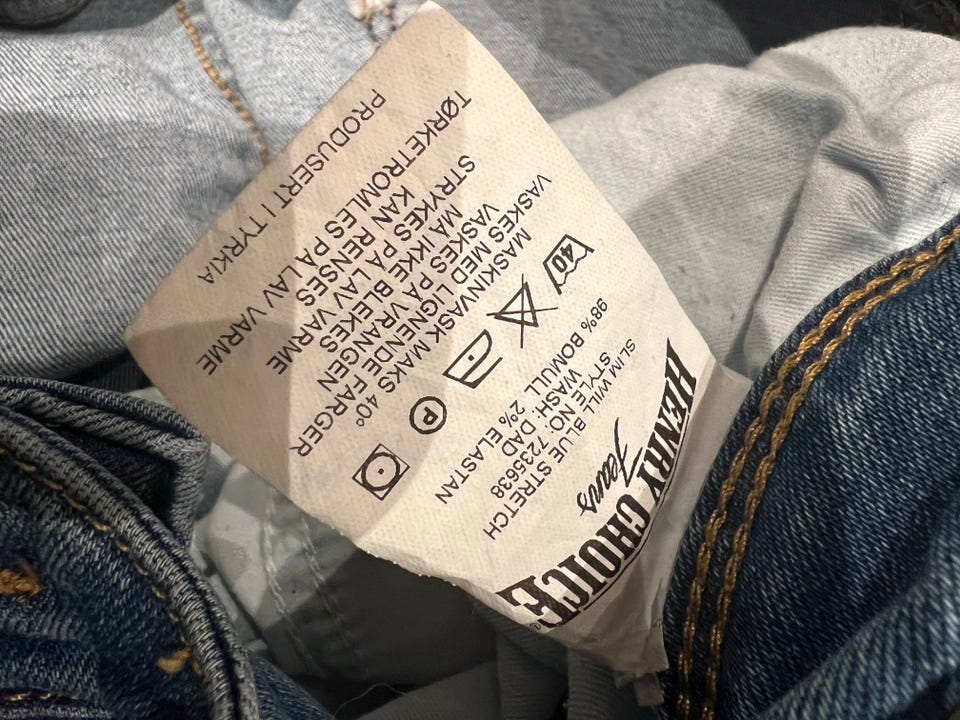 HENRY CHOICE®
Jeans
SLIM WILL
BLUE STRETCH
STYLE NO: 7235638
WASH: DAD
98% BOMULL 2% ELASTAN
40
P
MASKINVASK MAKS 40°
VASKES MED LIGNENDE FARGER
VASKES PÅ VRANGEN
MÅ IKKE BLEKES
STRYKES PÅ LAV VARME
KAN RENSES
TØRKETROMLES PÅ LAV VARME
PRODUSERT I TYRKIA